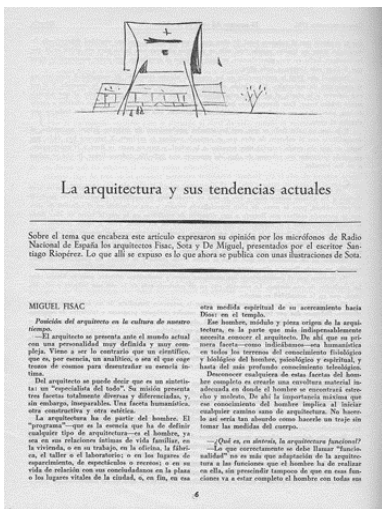 La arquitectura y sus tendencias actuales
Sobre el tema que encabeza este artículo expresaron su opinión por los micrófonos de Radio
Nacional de España los arquitectos Fisac, Sota y De Miguel, presentados por el escritor San-
tiago Riopérez. Lo que allí se expuso es lo que ahora se publica con unas ilustraciones de Sota.
MIGUEL FISAC
Posición del arquitecto en la cultura de nuestro
tiempo.
—El arquitecto se presenta ante el mundo actual
con una personalidad muy definida y muy com-
pleja. Viene a ser lo contrario que un científico,
que es, por esencia, un analítico, o sea el que coge
trozos de cosmos para desentrañar su esencia ín-
tima.
Del arquitecto se puede decir que es un sintetis-
ta: un "especialista del todo". Su misión presenta
tres facetas totalmente diversas y diferenciadas, y,
sin embargo, inseparables. Una faceta humanística,
otra constructiva y otra estética.
La arquitectura ha de partir del hombre. El
"programa"—que es la esencia que ha de definir
cualquier tipo de arquitectura—es el hombre, ya
sea en sus relaciones íntimas de vida familiar, en
la vivienda, o en su trabajo, en la oficina, la fábri-
ca, el taller o el laboratorio; o en los lugares de
esparcimiento, de espectáculos o recreos; o en su
vida de relación con sus conciudadanos en la plaza
o los lugares vitales de la ciudad, o, en fin, en esa
otra medida espiritual de su acercamiento hacia
Dios: en el templo.
Ese hombre, módulo y pieza origen de la arqui-
tectura, es la parte que más indispensablemente
necesita conocer el arquitecto. De ahí que su pri-
mera faceta—como indicábamos—era humanística
en todos los terrenos del conocimiento fisiológico
y biológico del hombre, psicológico y espiritual, y
hasta del más profundo conocimiento teleológico.
Desconocer cualquiera de estas facetas del hom-
bre completo es crearle una envoltura material in-
adecuada en donde el hombre se encontrará estre-
cho y molesto. De ahí la importancia máxima que
ese conocimiento del hombre implica al iniciar
cualquier camino sano de arquitectura. No hacer-
le así sería tan absurdo como hacerle un traje sin
tomar las medidas del cuerpo.
—¿Qué es, en síntesis, la arquitectura funcional?
—Lo que correctamente se debe llamar "funcio-
nalidad" no es más que adaptación de la arquitec-
tura a las funciones que el hombre ha de realizar
en ella, sin prescindir tampoco de que en esas fun-
ciones va a estar completo el hombre con todas sus
6